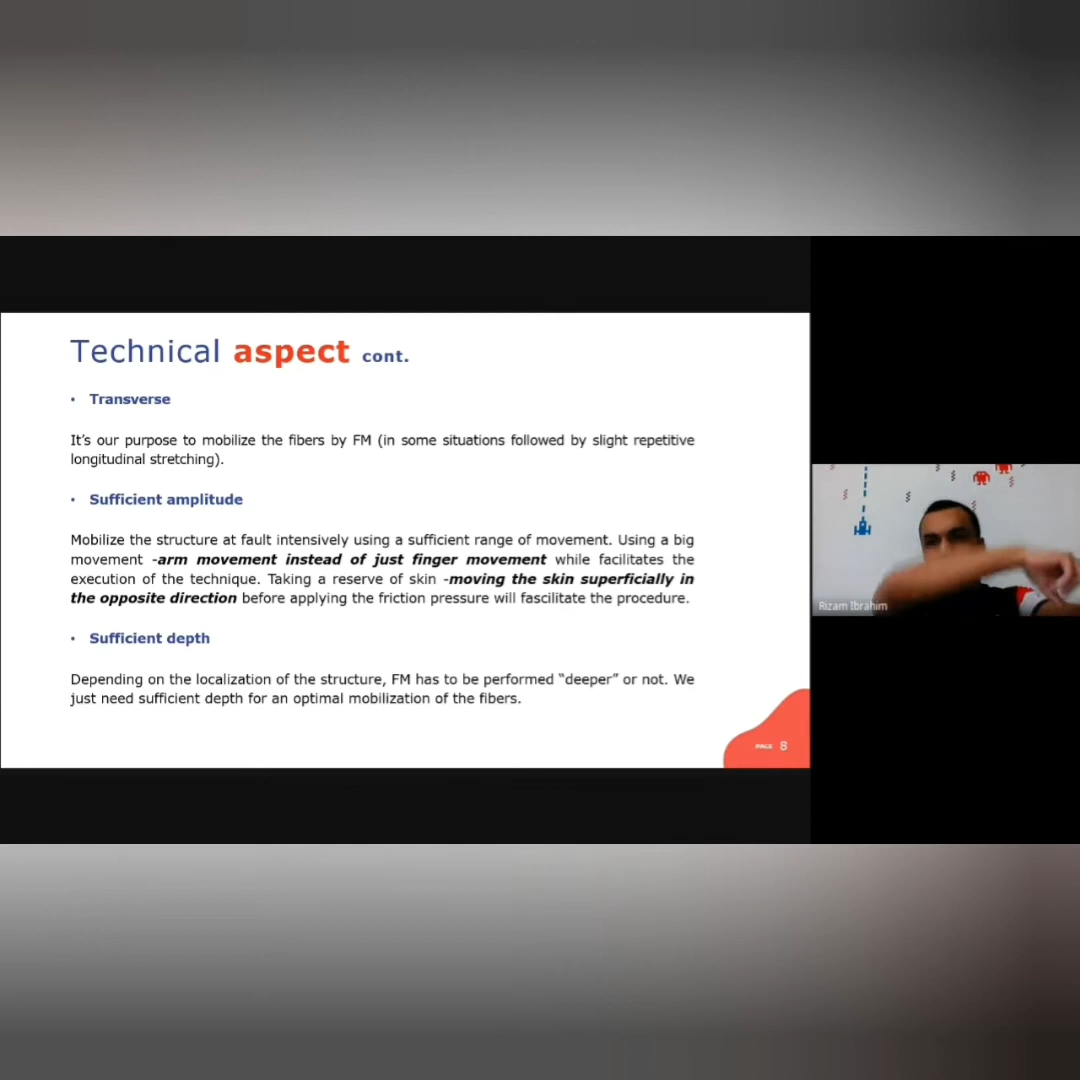 Technical aspect cont.
• Transverse
It's our purpose to mobilize the fibers by FM (in some situations followed by slight repetitive
longitudinal stretching).
• Sufficient amplitude
Mobilize the structure at fault intensively using a sufficient range of movement. Using a big
movement -arm movement instead of just finger movement while facilitates the
execution of the technique. Taking a reserve of skin -moving the skin superficially in
the opposite direction before applying the friction pressure will fascilitate the procedure.
• Sufficient depth
Depending on the localization of the structure, FM has to be performed “deeper” or not. We
just need sufficient depth for an optimal mobilization of the fibers.
PAGE 8
Rizam Ibrahim